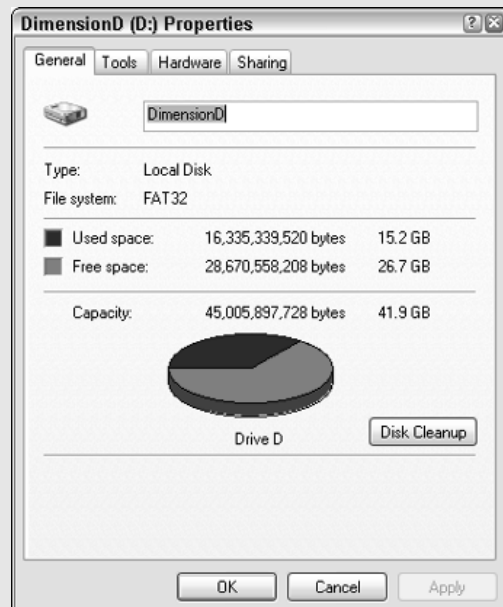 DimensionD (D:) Properties
General Tools Hardware Sharing
DimensionD
Type: Local Disk
File system: FAT32
Used space: 16,335,339,520 bytes 15.2 GB
Free space: 28,670,558,208 bytes 26.7 GB
Capacity: 45,005,897,728 bytes 41.9 GB
Drive D
Disk Cleanup
OK Cancel Apply